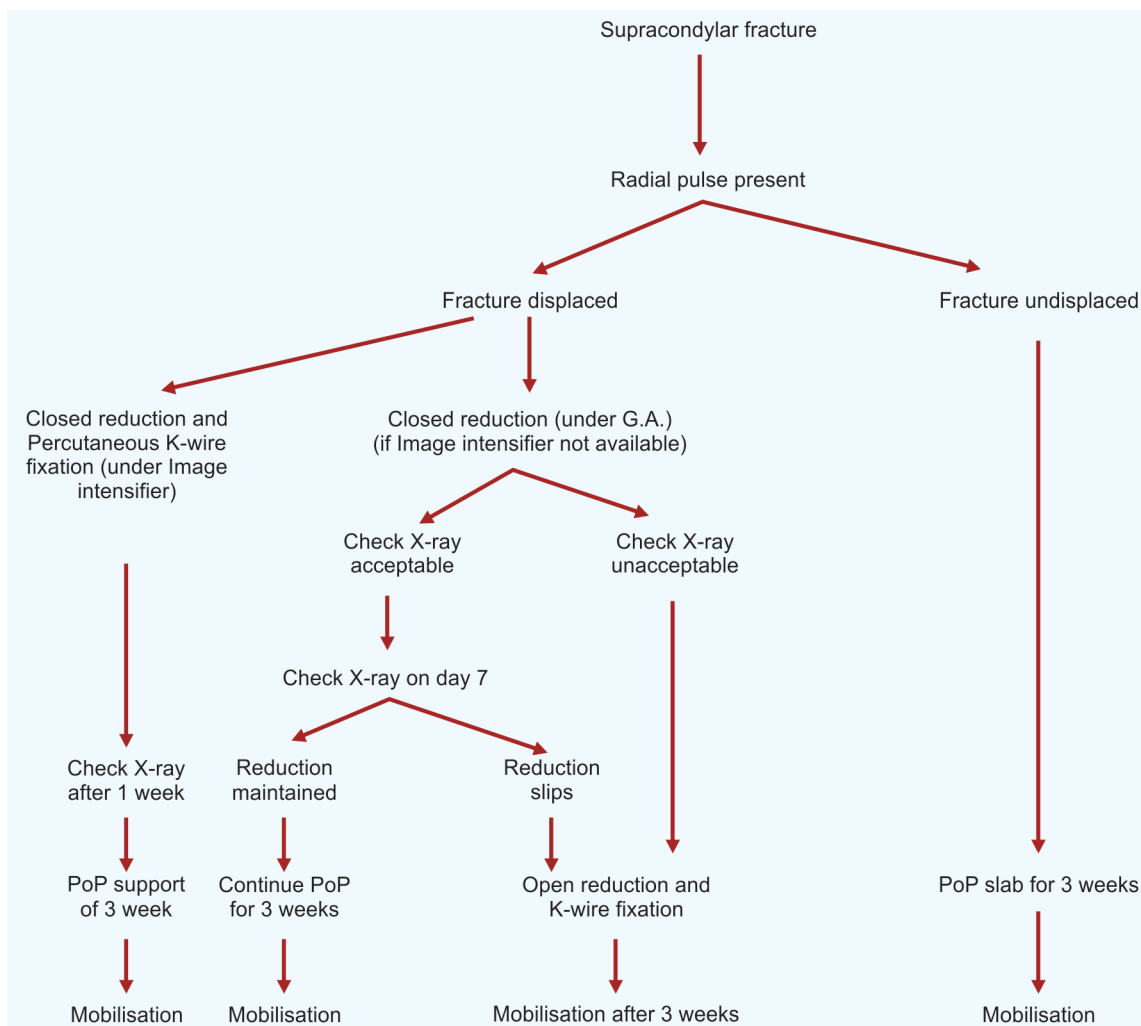 Supracondylar fracture
Radial pulse present
Fracture displaced
Fracture undisplaced
Closed reduction and
Percutaneous K-wire
fixation (under Image
intensifier)
Closed reduction (under G.A.)
(if Image intensifier not available)
Check X-ray
acceptable
Check X-ray
unacceptable
Check X-ray on day 7
Check X-ray
after 1 week
Reduction
maintained
Reduction
slips
PoP support
of 3 week
Continue PoP
for 3 weeks
Open reduction and
K-wire fixation
PoP slab for 3 weeks
Mobilisation
Mobilisation
Mobilisation after 3 weeks
Mobilisation